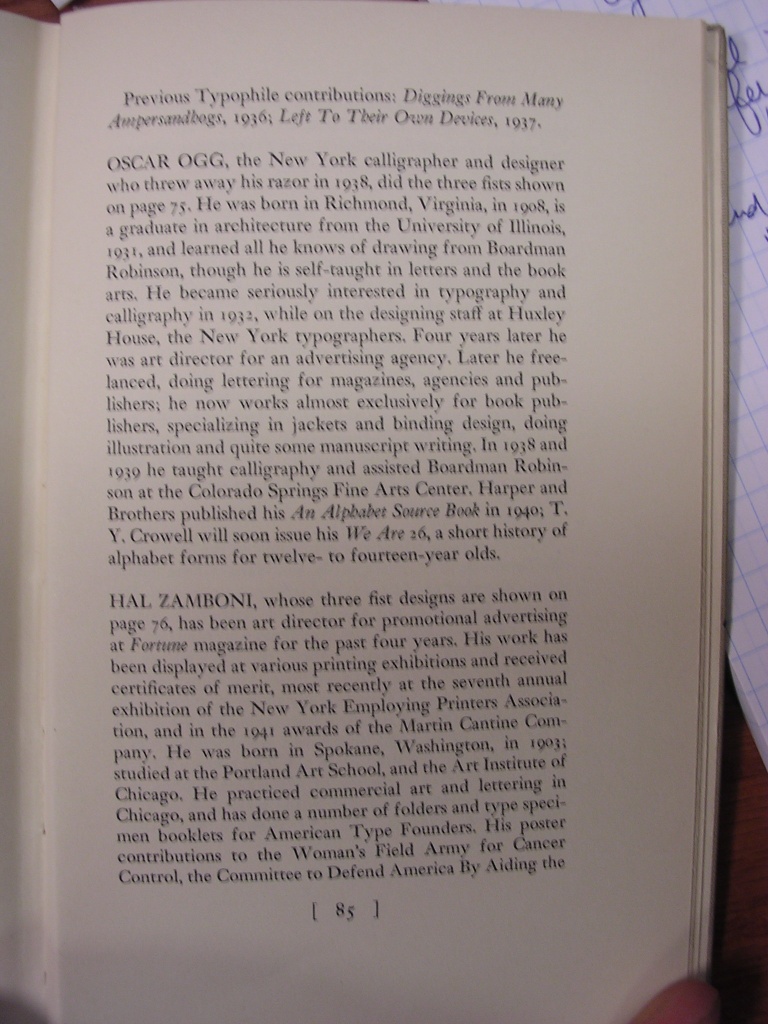 Previous Typophile contributions: Diggings From Many
Ampersandhogs, 1936; Left To Their Own Devices, 1937.
OSCAR OGG, the New York calligrapher and designer
who threw away his razor in 1938, did the three fists shown
on page 75. He was born in Richmond, Virginia, in 1908, is
a graduate in architecture from the University of Illinois,
1931, and learned all he knows of drawing from Boardman
Robinson, though he is self-taught in letters and the book
arts. He became seriously interested in typography and
calligraphy in 1932, while on the designing staff at Huxley
House, the New York typographers. Four years later he
was art director for an advertising agency. Later he free-
lanced, doing lettering for magazines, agencies and pub-
lishers; he now works almost exclusively for book pub-
lishers, specializing in jackets and binding design, doing
illustration and quite some manuscript writing. In 1938 and
1939 he taught calligraphy and assisted Boardman Robin-
son at the Colorado Springs Fine Arts Center. Harper and
Brothers published his An Alphabet Source Book in 1940; T.
Y. Crowell will soon issue his We Are 26, a short history of
alphabet forms for twelve- to fourteen-year olds.
HAL ZAMBONI, whose three fist designs are shown on
page 76, has been art director for promotional advertising
at Fortune magazine for the past four years. His work has
been displayed at various printing exhibitions and received
certificates of merit, most recently at the seventh annual
exhibition of the New York Employing Printers Associa-
tion, and in the 1941 awards of the Martin Cantine Com-
pany. He was born in Spokane, Washington, in 1903;
studied at the Portland Art School, and the Art Institute of
Chicago. He practiced commercial art and lettering in
Chicago, and has done a number of folders and type speci-
men booklets for American Type Founders. His poster
contributions to the Woman's Field Army for Cancer
Control, the Committee to Defend America By Aiding the
[ 85 ]